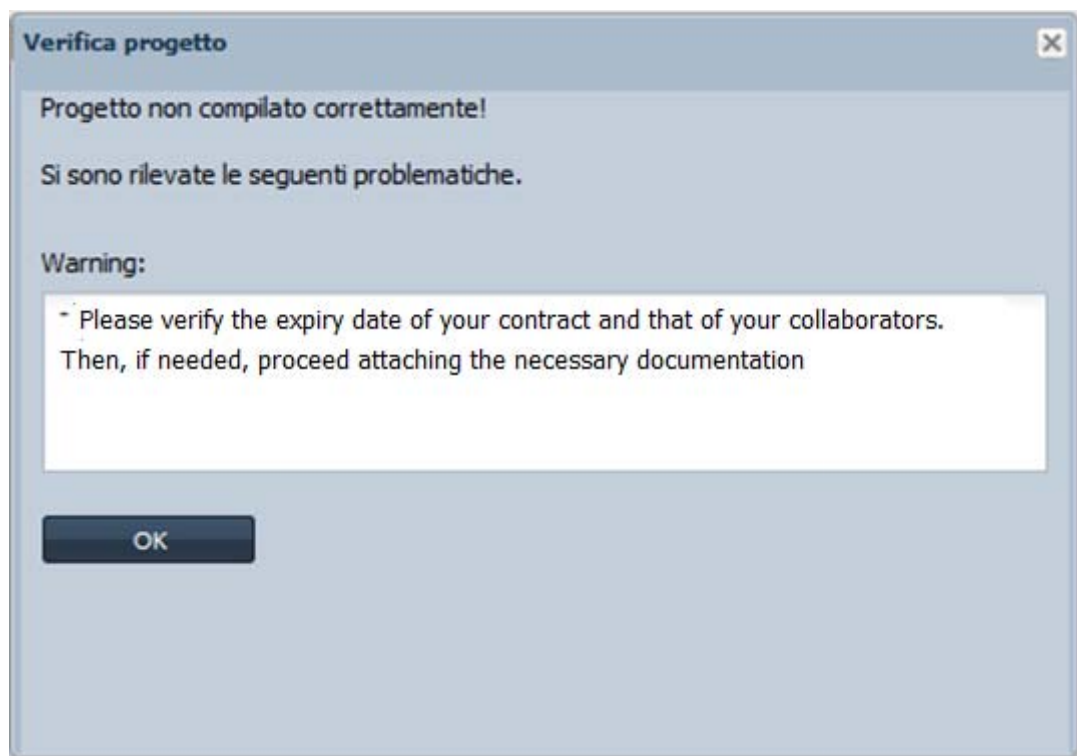 Verifica progetto
Progetto non compilato correttamente!
Si sono rilevate le seguenti problematiche.
Warning:
- Please verify the expiry date of your contract and that of your collaborators.
Then, if needed, proceed attaching the necessary documentation
OK